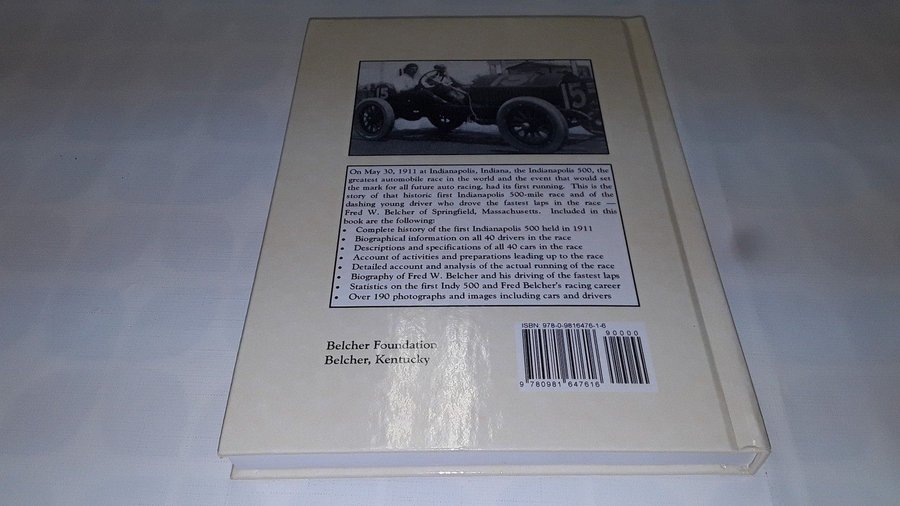 15 15
On May 30, 1911 at Indianapolis, Indiana, the Indianapolis 500, the
greatest automobile race in the world and the event that would set
the mark for all future auto racing, had its first running. This is the
story of that historic first Indianapolis 500-mile race and of the
dashing young driver who drove the fastest laps in the race —
Fred W. Belcher of Springfield, Massachusetts. Included in this
book are the following:
• Complete history of the first Indianapolis 500 held in 1911
• Biographical information on all 40 drivers in the race
• Descriptions and specifications of all 40 cars in the race
• Account of activities and preparations leading up to the race
• Detailed account and analysis of the actual running of the race
• Biography of Fred W. Belcher and his driving of the fastest laps
• Statistics on the first Indy 500 and Fred Belcher's racing career
• Over 190 photographs and images including cars and drivers
Belcher Foundation
Belcher, Kentucky
ISBN: 978-0-9816476-1-6
90000
9 780981 647616